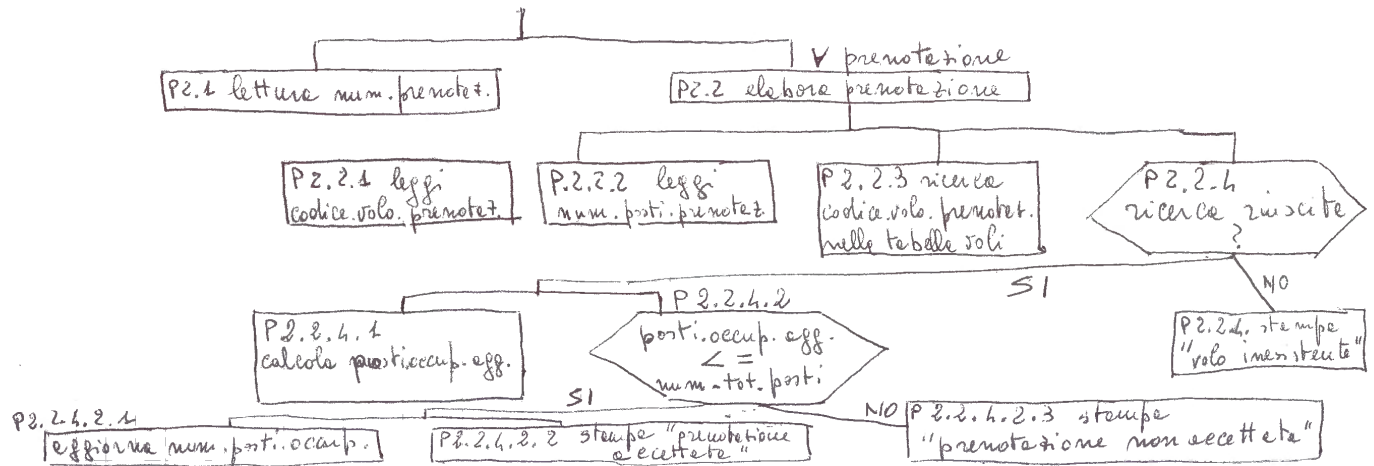 ∀ prenotazione
P2.1 lettura num.prenotaz.
P2.2 elabora prenotazione
P2.2.1 leggi
codice.volo.prenotaz.
P.2.2.2 leggi
num.posti.prenotaz.
P2.2.3 ricerca
codice.volo.prenotaz.
nella tabella voli
P2.2.4
ricerca riuscita
?
SI
NO
P2.2.4.1
calcola posti.occup.agg.
P2.2.4.2
posti.occup.agg.
<=
num.tot.posti
P2.2.4. stampa
"volo inesistente"
SI
NO
P2.2.4.2.1
aggiorna num.posti.occup.
P2.2.4.2.2 stampa "prenotazione
accettata"
P2.2.4.2.3 stampa
"prenotazione non accettata"